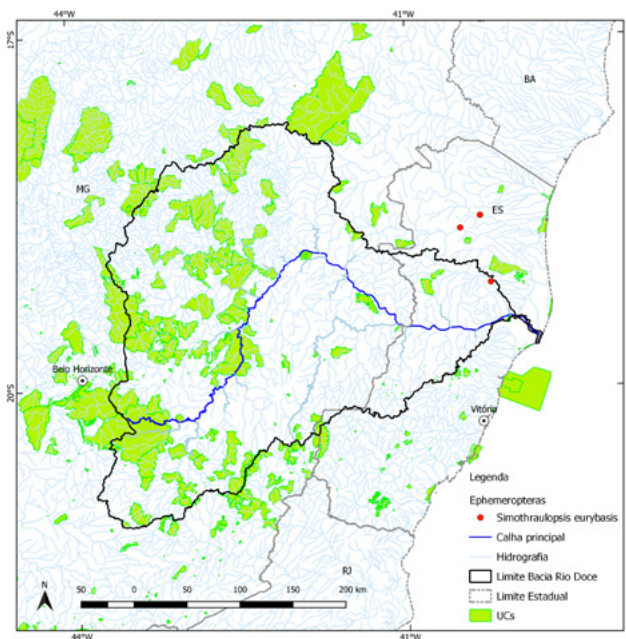 44°W 41°W
17°S
BA
MG
ES
Belo Horizonte
20°S
Vitória
Legenda
Ephemeropteras
Simothraulopsis eurybasis
Calha principal
Hidrografia
Limite Bacia Rio Doce
Limite Estadual
UCs
RJ
N
50 0 50 100 150 200 km
44°W 41°W